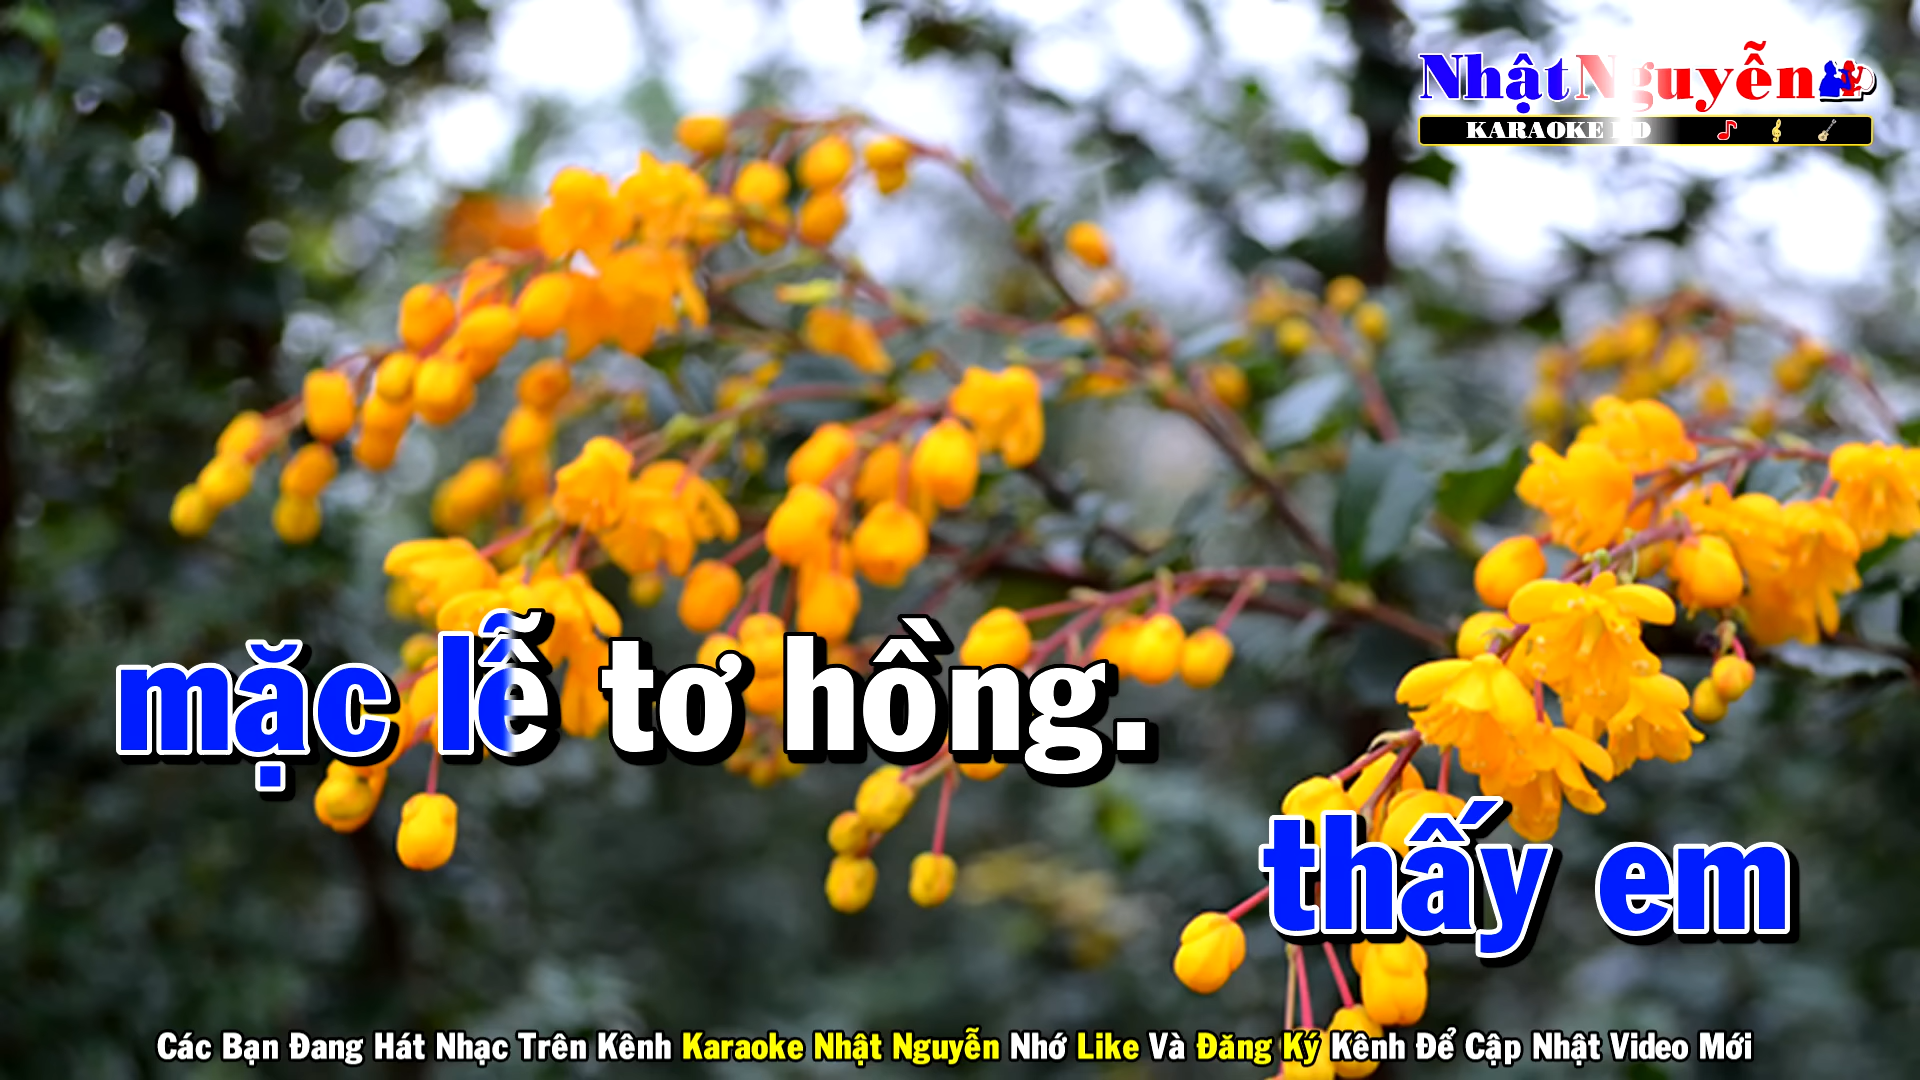 Nhật Nguyễn
KARAOKE HD
mặc lễ tơ hồng.
thấy em
Các Bạn Đang Hát Nhạc Trên Kênh Karaoke Nhật Nguyễn Nhớ Like Và Đăng Ký Kênh Để Cập Nhật Video Mới